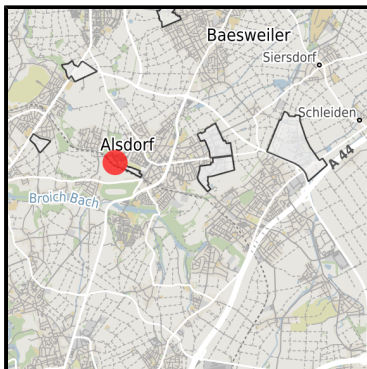 Baesweiler
Siersdorf
Schleiden
Alsdorf
A 44
Broich Bach